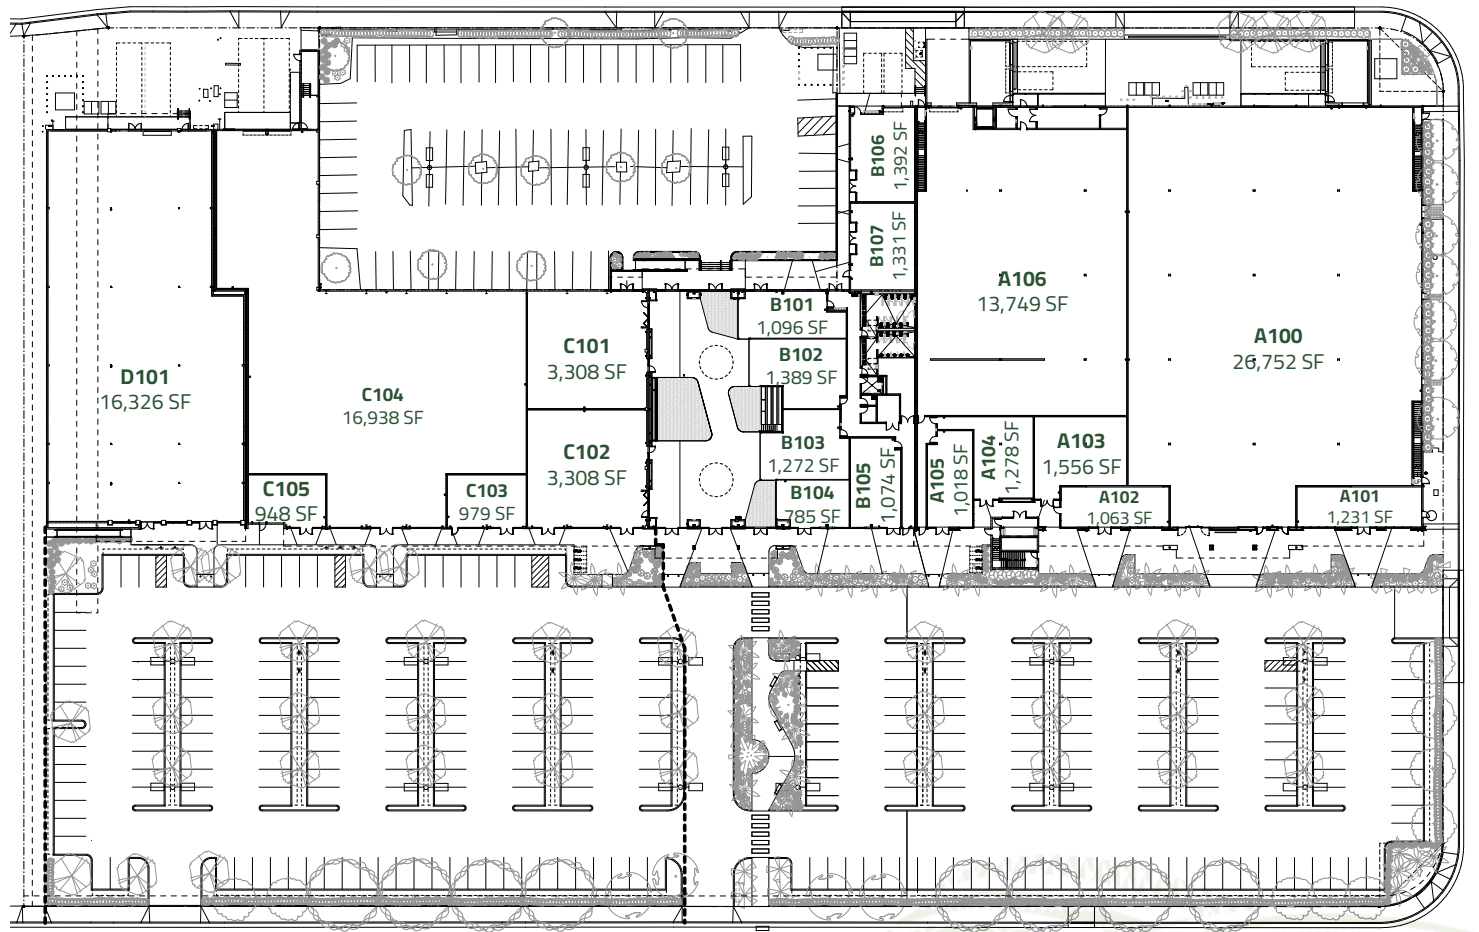 B106
1,392 SF
B107
1,331 SF
A106
13,749 SF
A100
26,752 SF
B101
1,096 SF
B102
1,389 SF
B103
1,272 SF
B104
785 SF
B105
1,074 SF
C101
3,308 SF
C102
3,308 SF
D101
16,326 SF
C104
16,938 SF
C105
948 SF
C103
979 SF
A105
1,018 SF
A104
1,278 SF
A103
1,556 SF
A102
1,063 SF
A101
1,231 SF